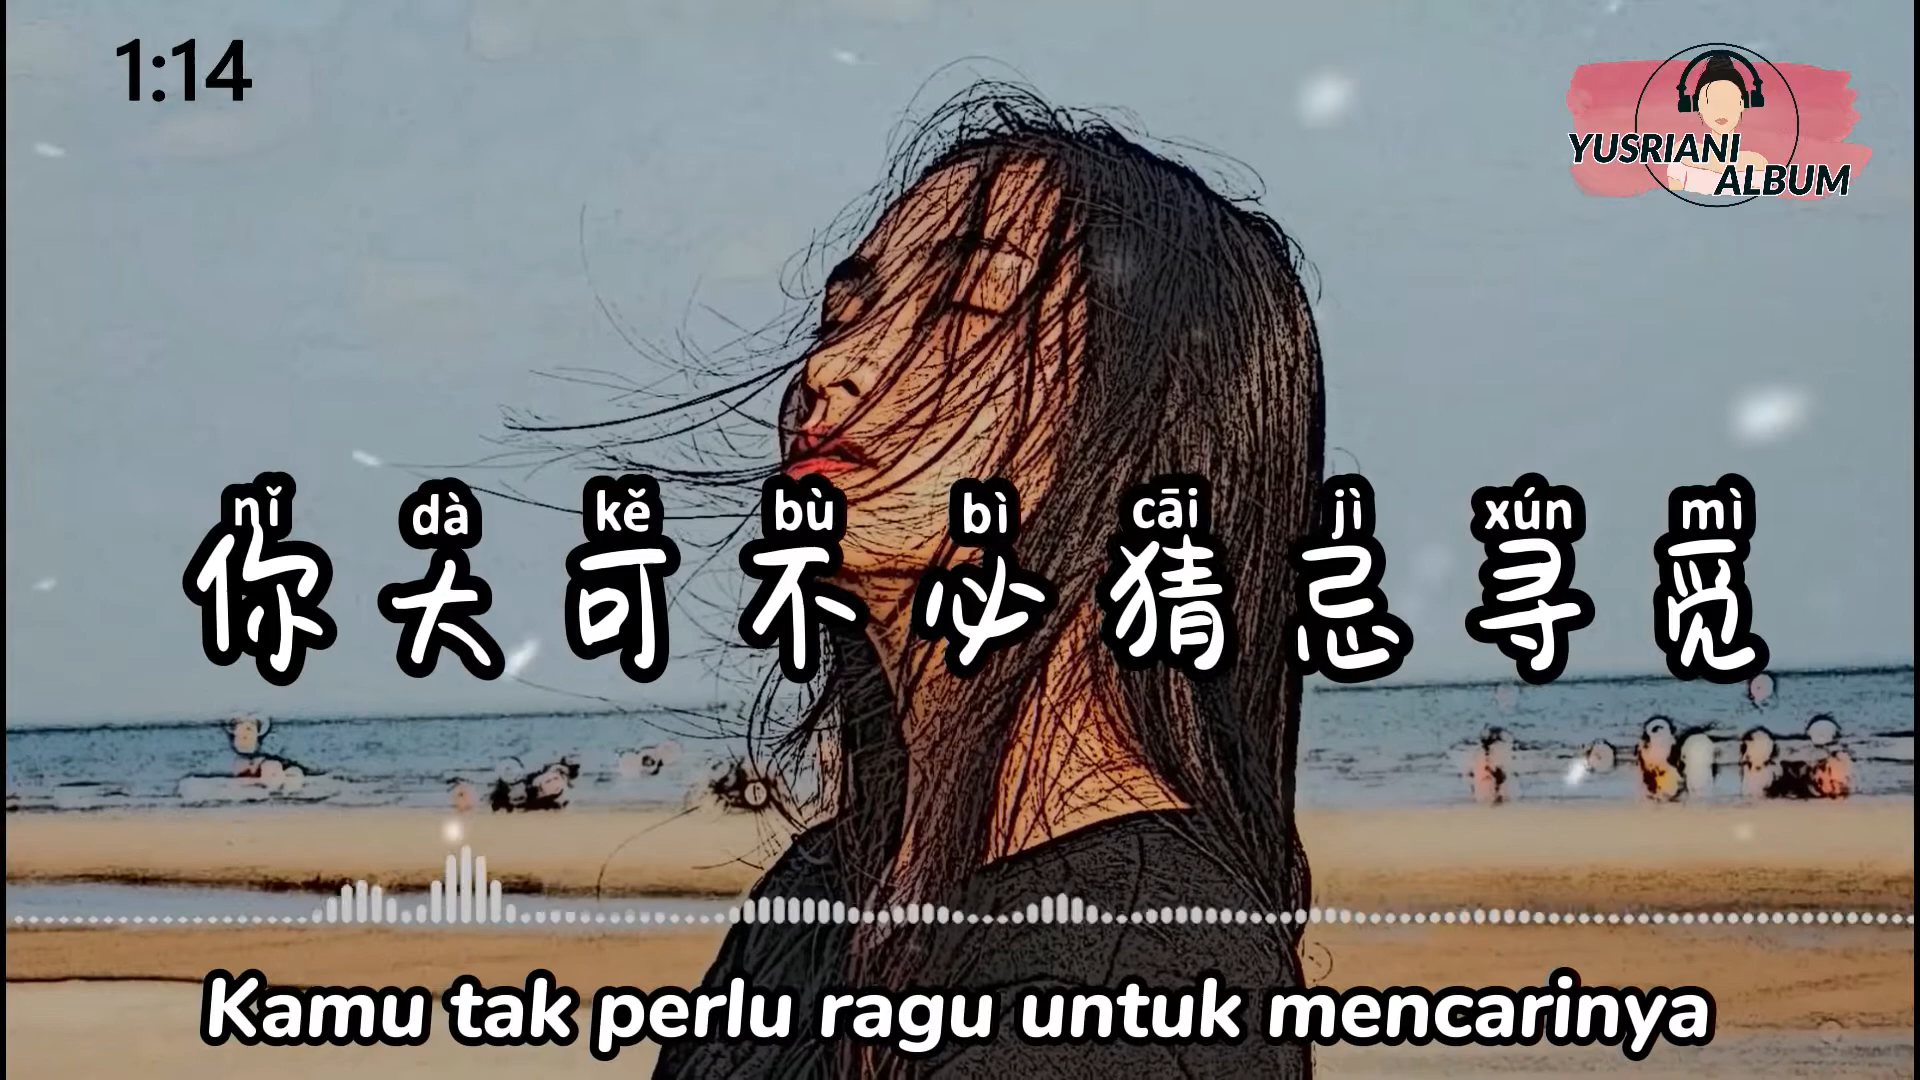 1:14
YUSRIANI
ALBUM
nǐ dà kě bù bì cāi jì xún mì
你大可不必猜忌寻觅
Kamu tak perlu ragu untuk mencarinya